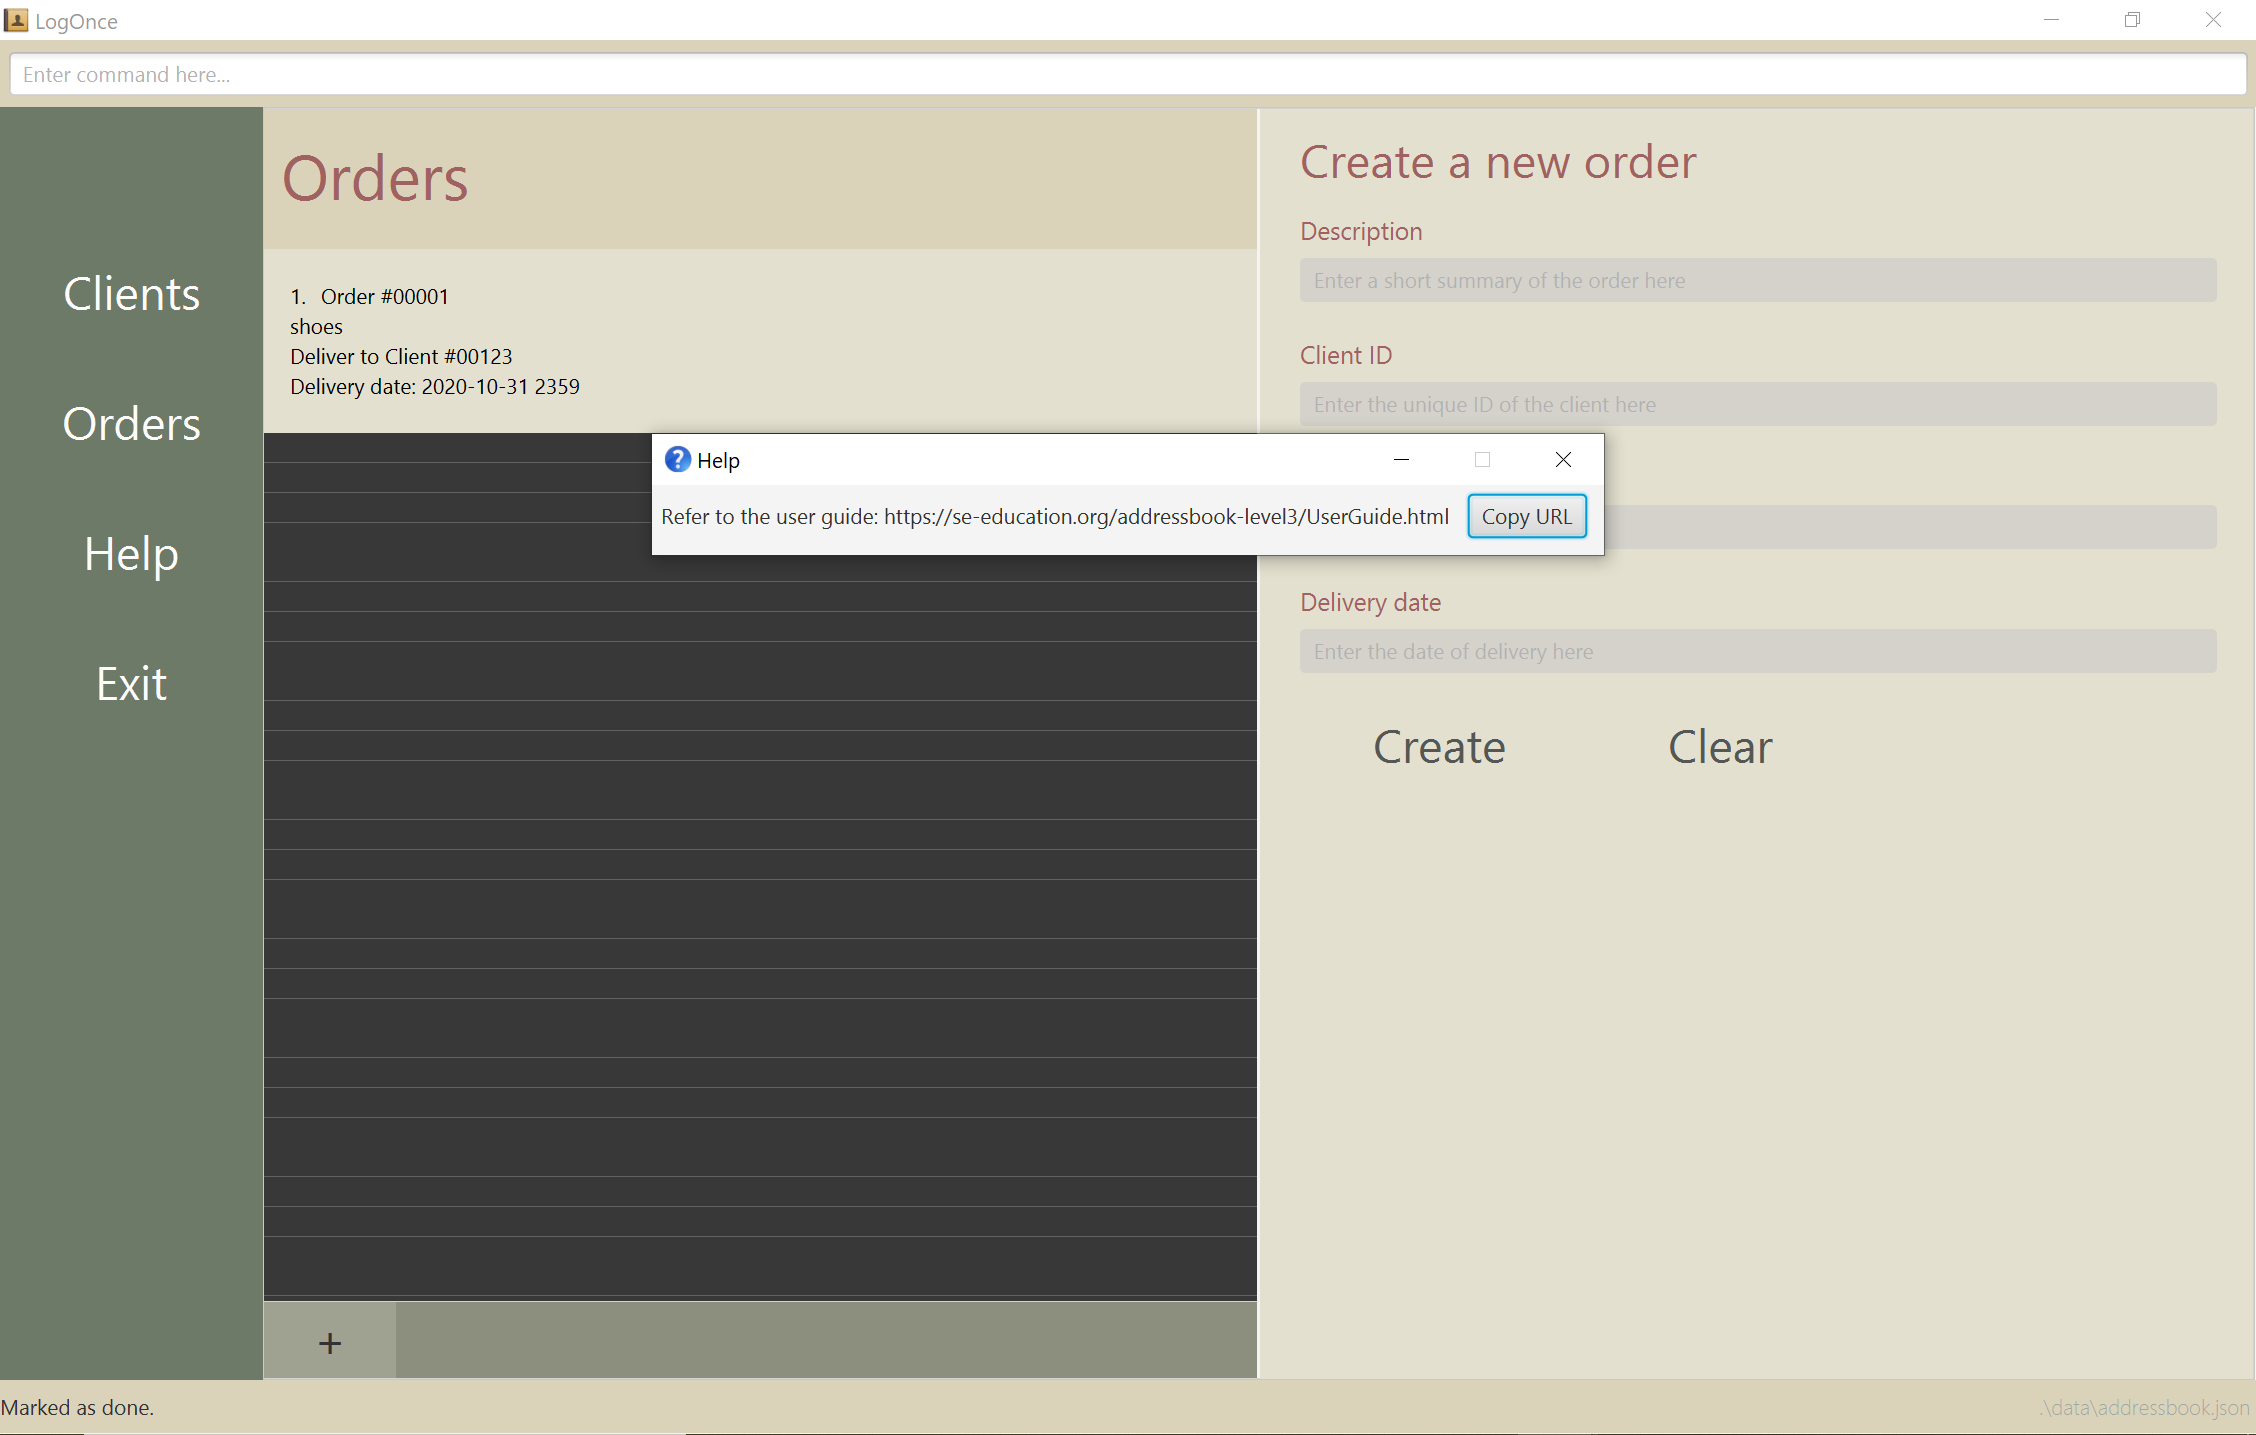 LogOnce
Enter command here...
Clients
Orders
Help
Exit
Orders
1. Order #00001
shoes
Deliver to Client #00123
Delivery date: 2020-10-31 2359
Create a new order
Description
Enter a short summary of the order here
Client ID
Enter the unique ID of the client here
Delivery date
Enter the date of delivery here
Create
Clear
Help
Refer to the user guide: https://se-education.org/addressbook-level3/UserGuide.html
Copy URL
+
Marked as done.
.\data\addressbook.json